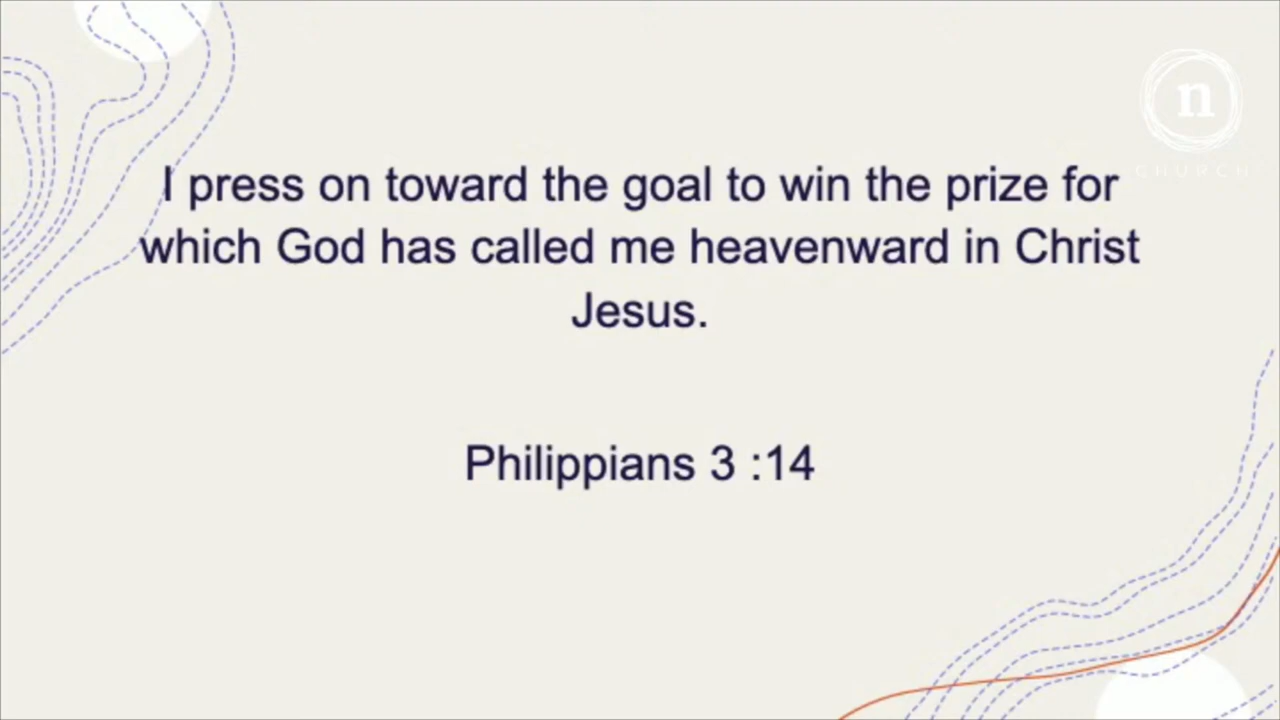 n
CHURCH
I press on toward the goal to win the prize for
which God has called me heavenward in Christ
Jesus.
Philippians 3 :14